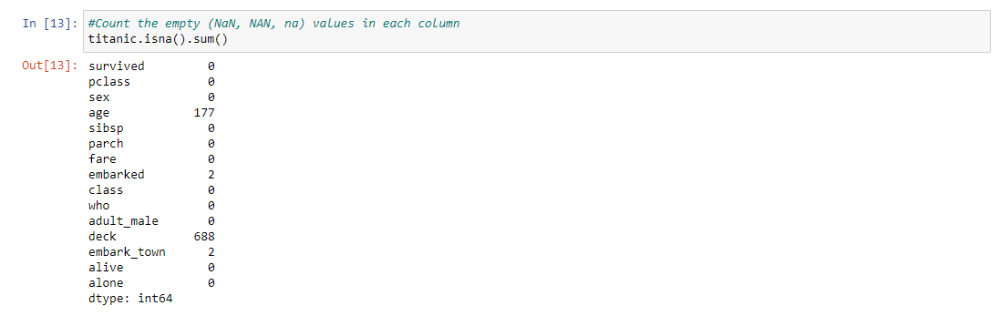 In [13]: #Count the empty (NaN, NAN, na) values in each column
titanic.isna().sum()
Out[13]: survived 0
pclass 0
sex 0
age 177
sibsp 0
parch 0
fare 0
embarked 2
class 0
who 0
adult_male 0
deck 688
embark_town 2
alive 0
alone 0
dtype: int64